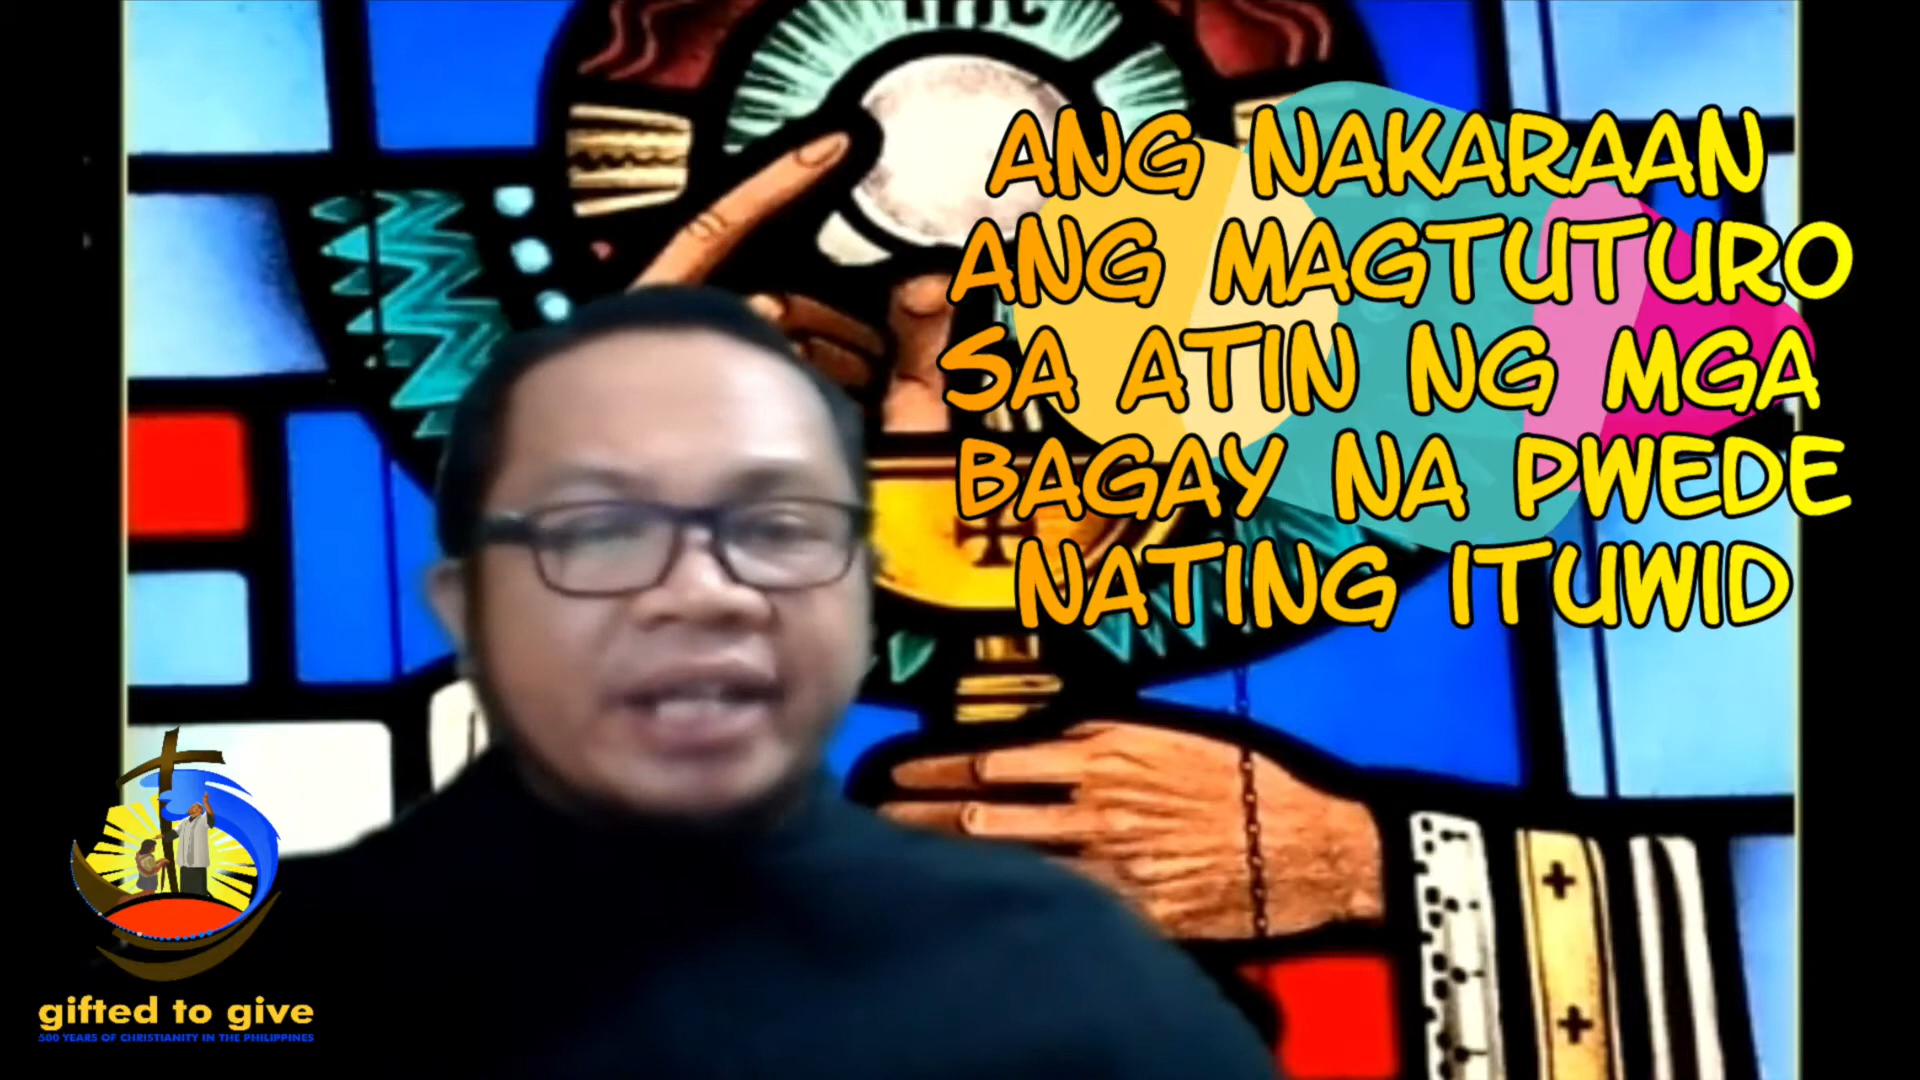 ANG NAKARAAN
ANG MAGTUTURO
SA ATIN NG MGA
BAGAY NA PWEDE
NATING ITUWID
gifted to give
500 YEARS OF CHRISTIANITY IN THE PHILIPPINES